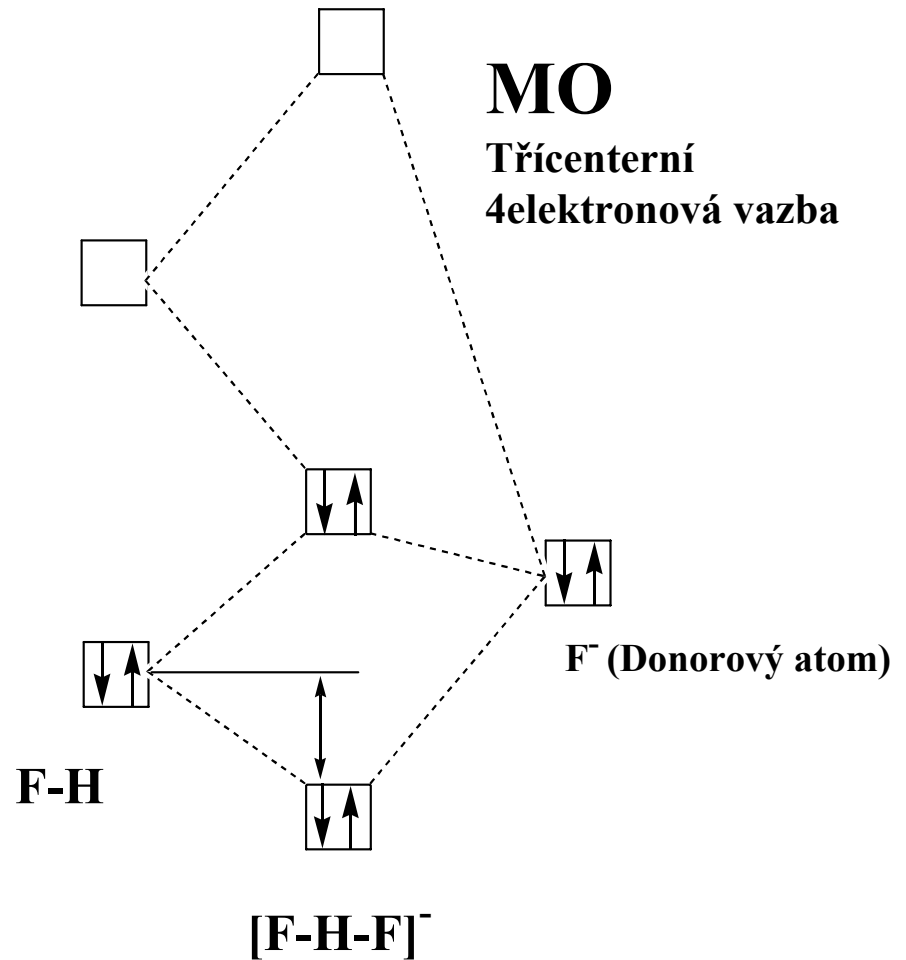 MO
Třícenterní
4elektronová vazba
F⁻ (Donorový atom)
F-H
[F-H-F]⁻